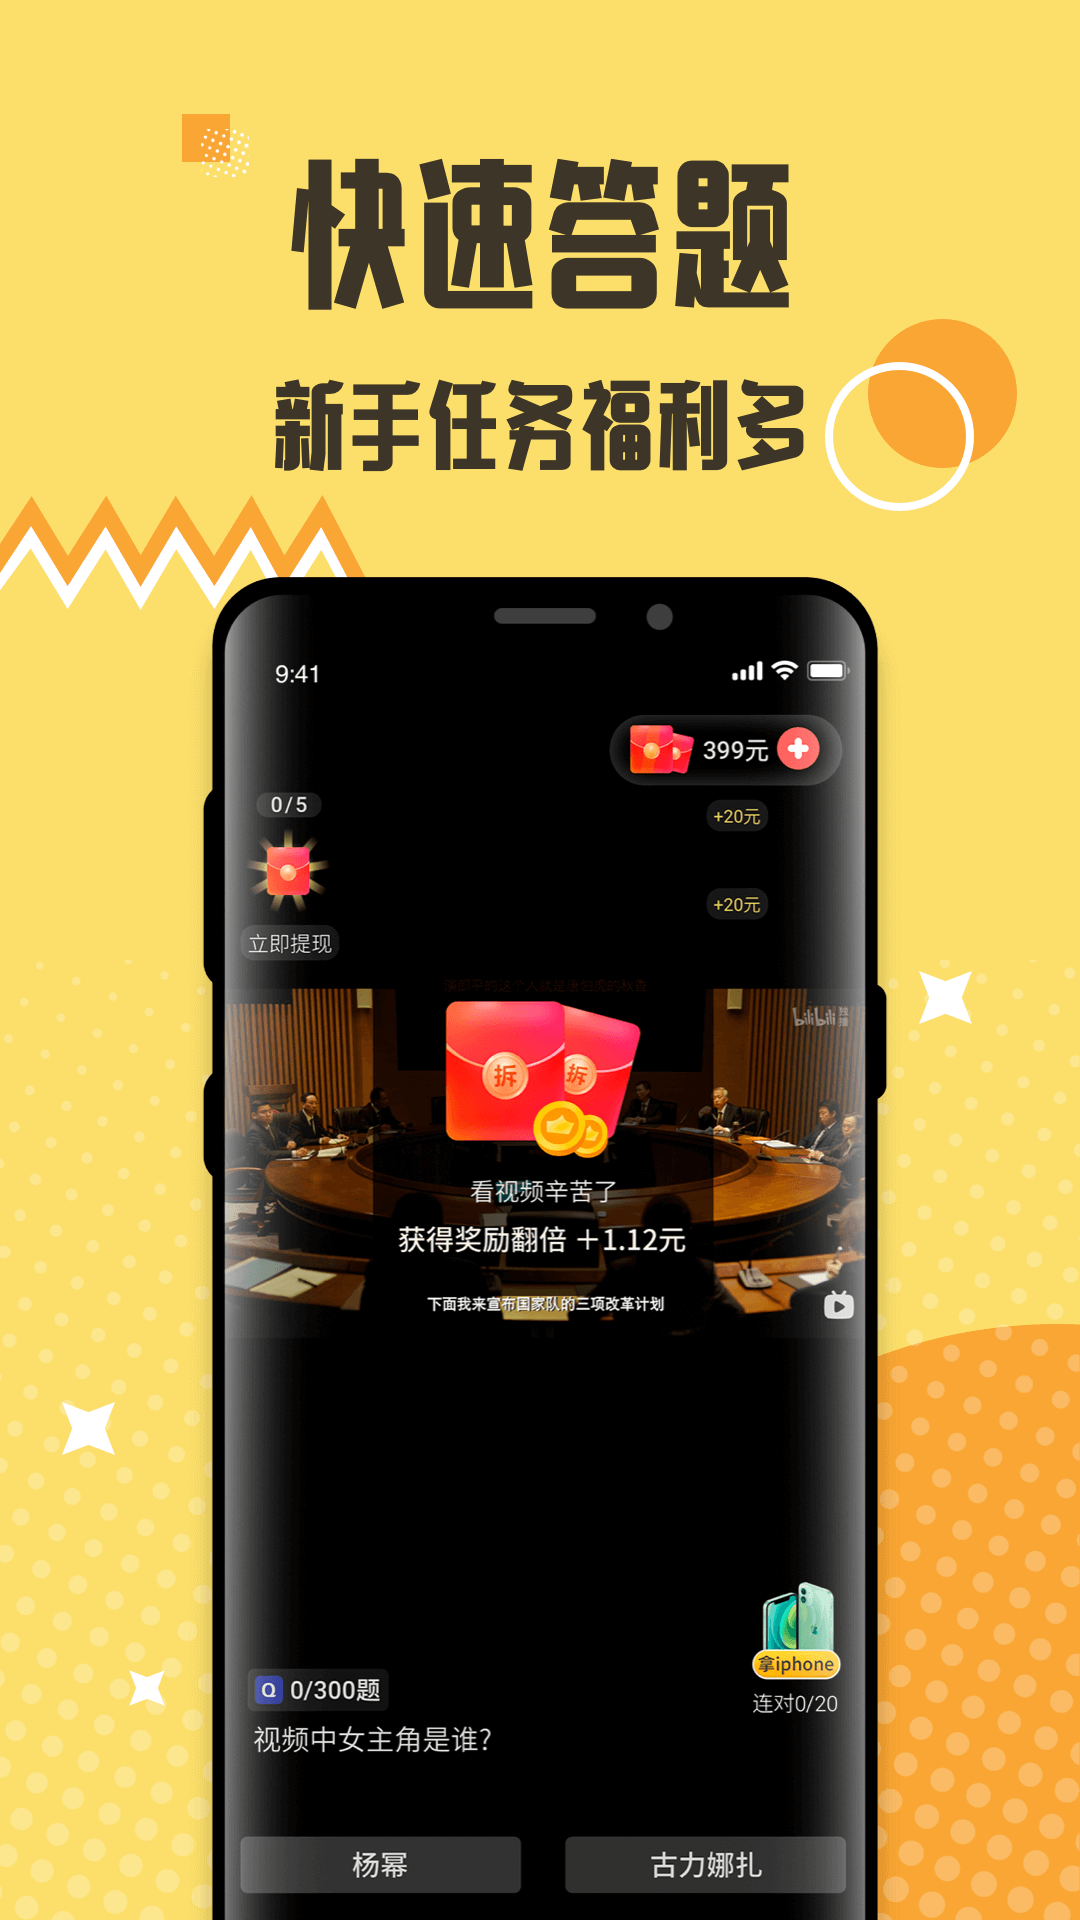 快速答题
新手任务福利多
9:41
399元
0/5
+20元
+20元
立即提现
bilibili
拆
拆
看视频辛苦了
获得奖励翻倍 +1.12元
下面我来宣布国家队的三项改革计划
拿iphone
Q 0/300题
连对0/20
视频中女主角是谁?
杨幂
古力娜扎